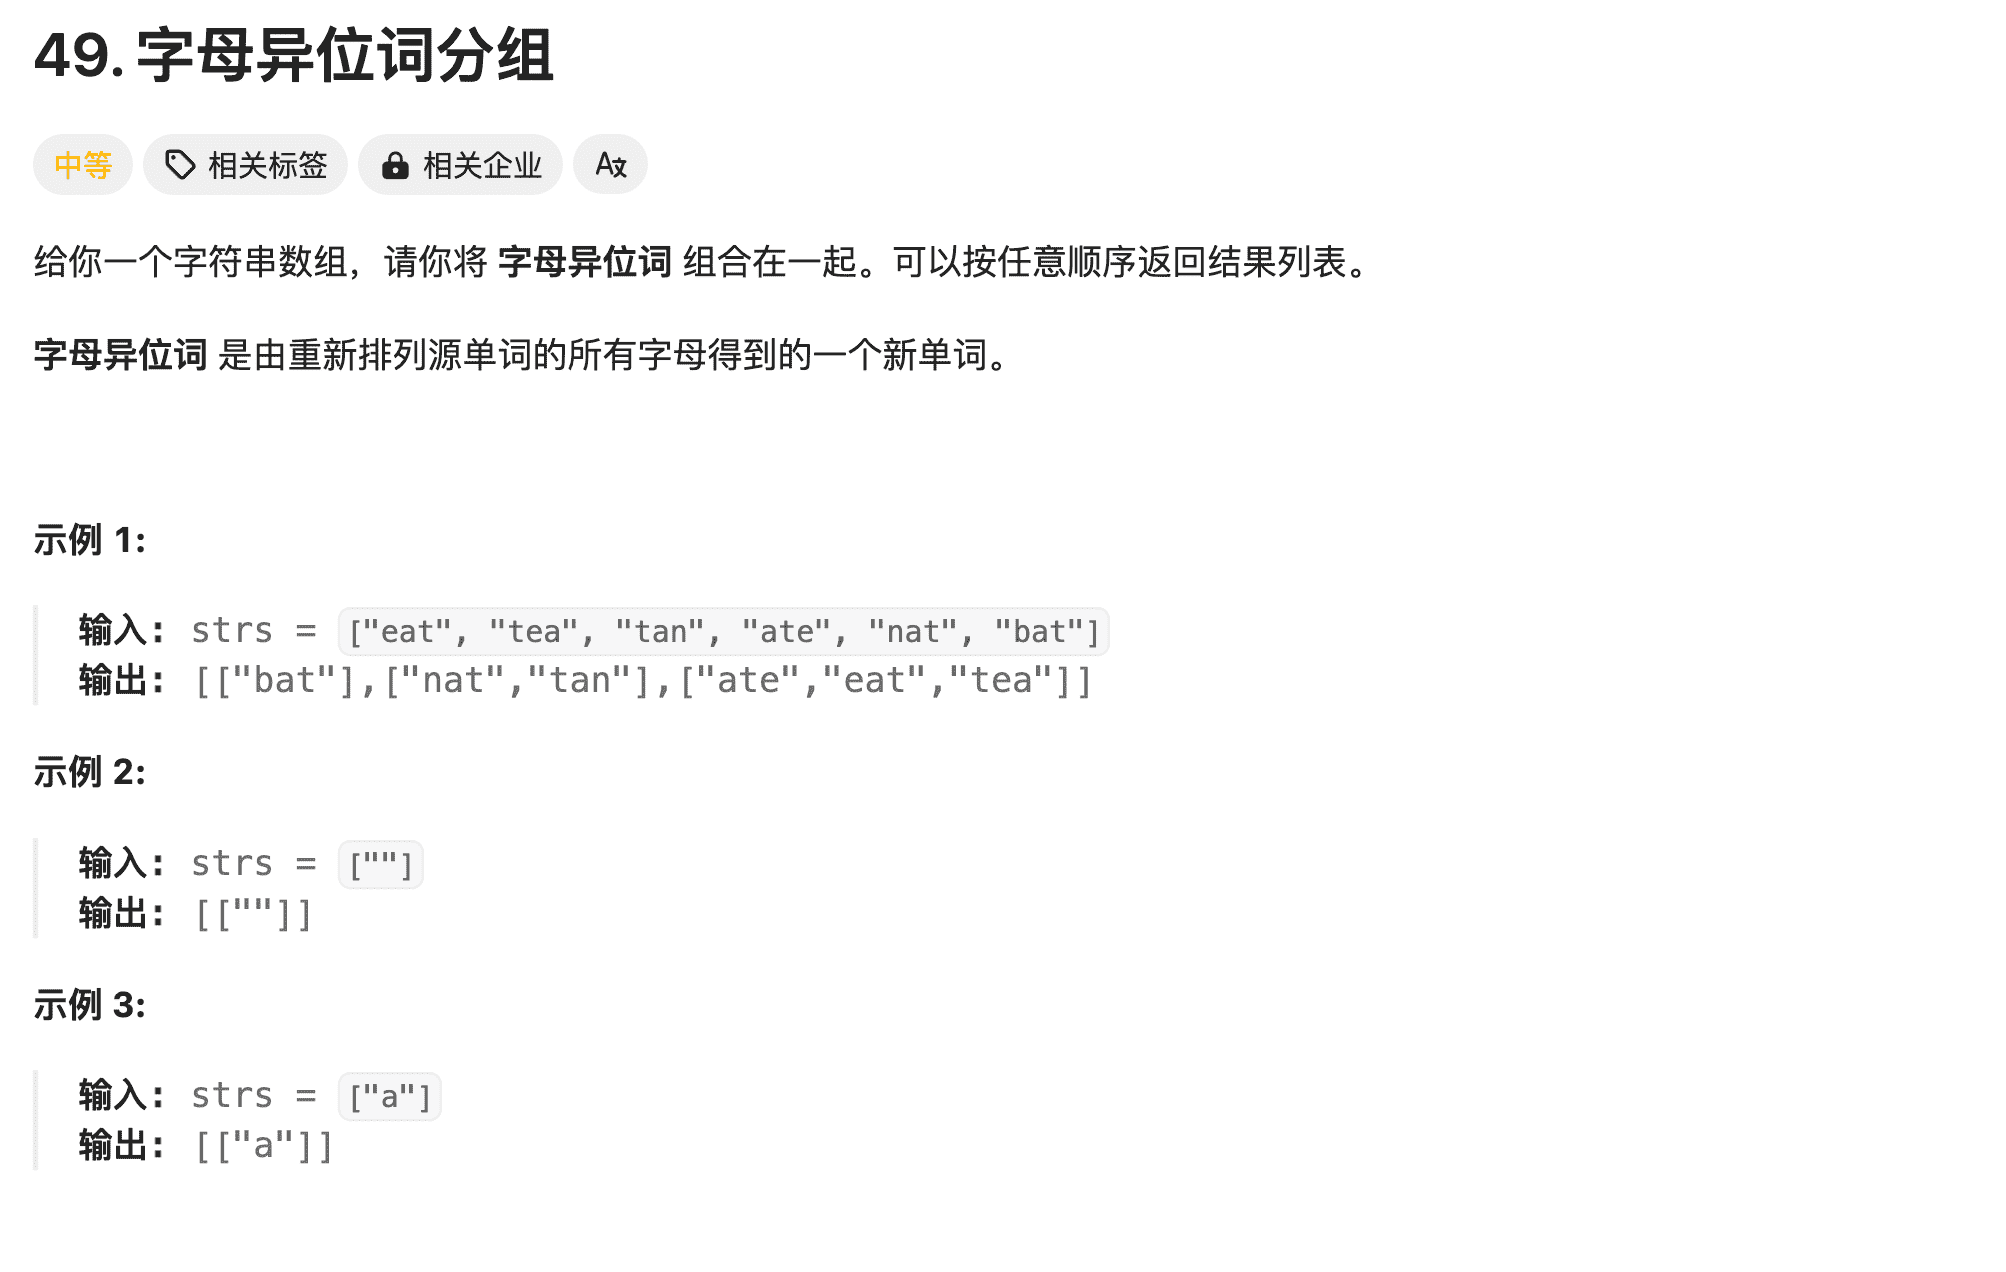 49. 字母异位词分组
中等 相关标签 相关企业 A文
给你一个字符串数组，请你将 字母异位词 组合在一起。可以按任意顺序返回结果列表。
字母异位词 是由重新排列源单词的所有字母得到的一个新单词。
示例 1:
输入: strs = ["eat", "tea", "tan", "ate", "nat", "bat"]
输出: [["bat"],["nat","tan"],["ate","eat","tea"]]
示例 2:
输入: strs = [""]
输出: [[""]]
示例 3:
输入: strs = ["a"]
输出: [["a"]]